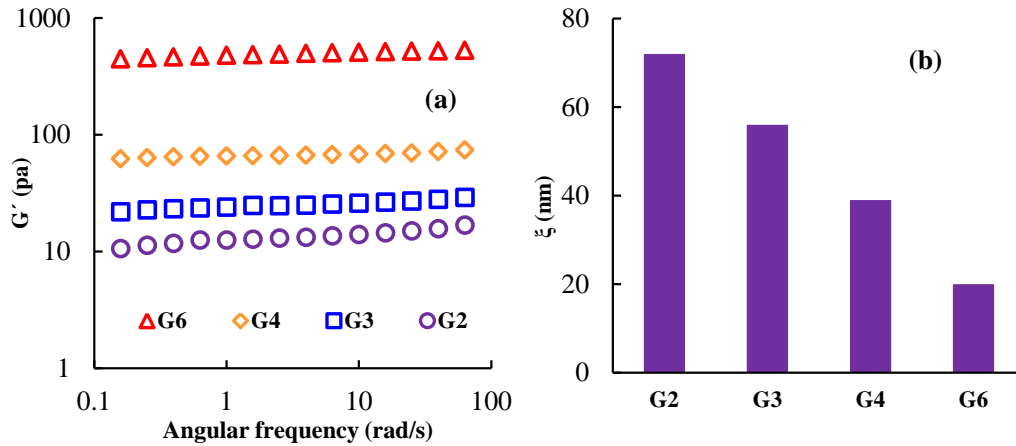 1000
100
10
1
G´ (pa)
(a)
G6 G4 G3 G2
0.1 1 10 100
Angular frequency (rad/s)
80
60
40
20
0
ξ (nm)
(b)
G2 G3 G4 G6